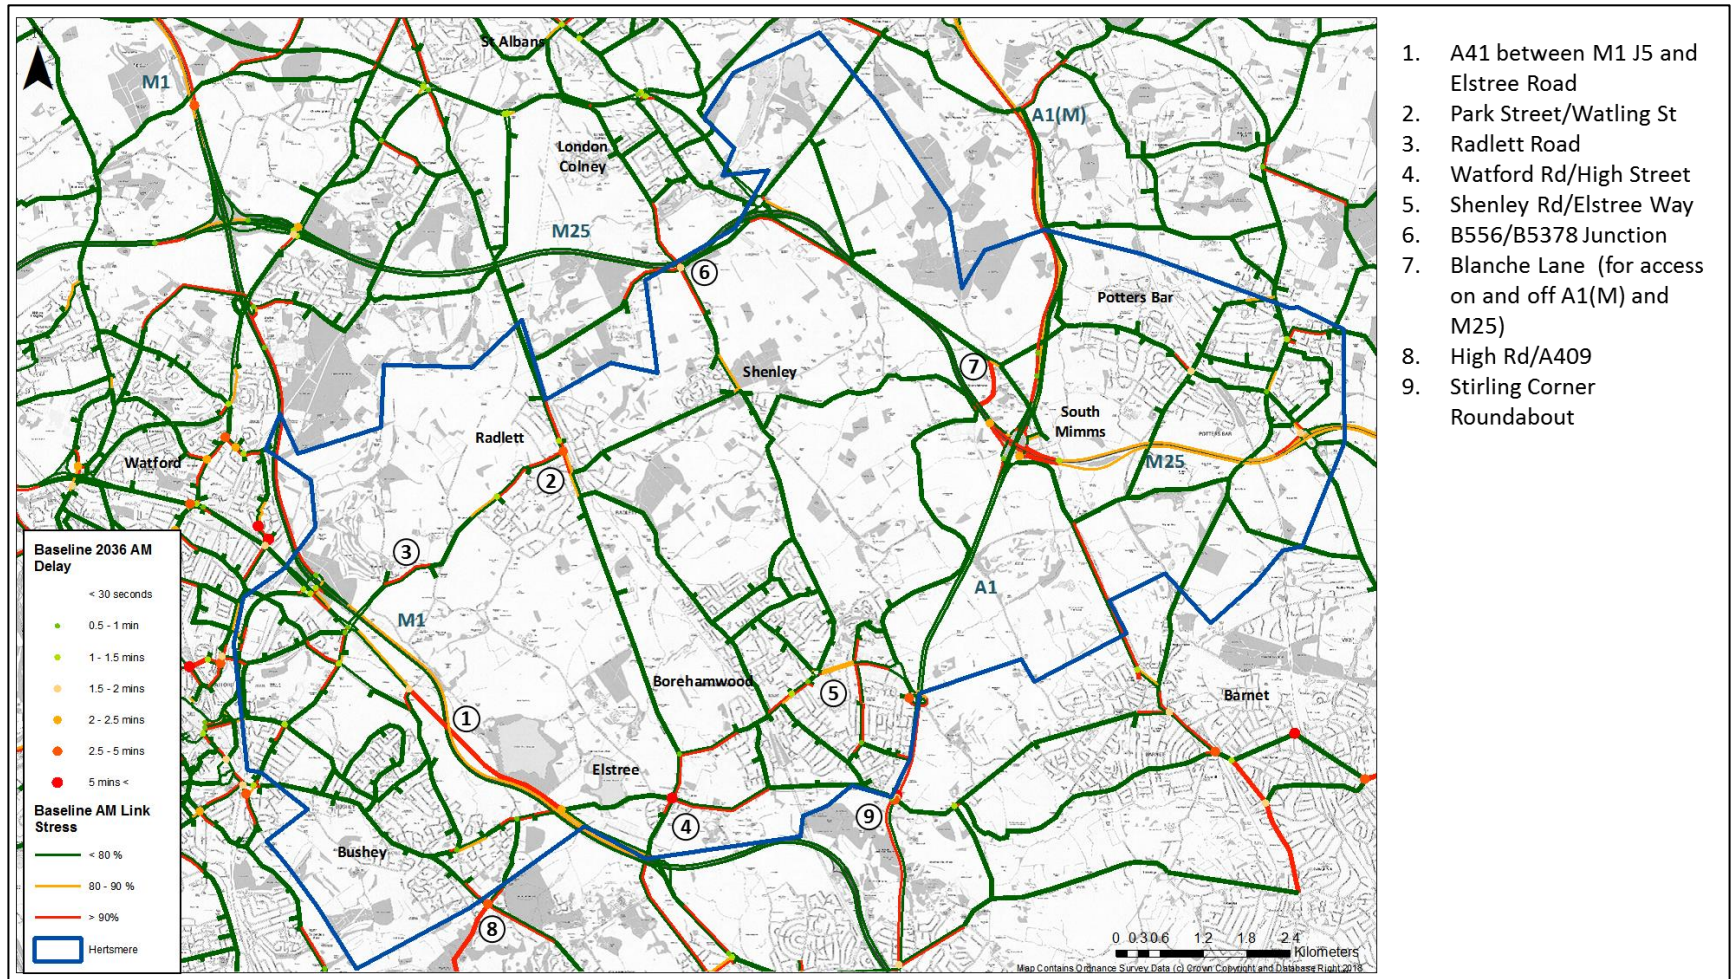 N
St Albans
M1
A1(M)
London
Colney
M25
Potters Bar
Shenley
South
Mimms
POTTERS BAR
M25
Radlett
Watford
RADLETT
A1
M1
Borehamwood
Barnet
BARNET
Elstree
Bushey
1
2
3
4
5
6
7
8
9
Baseline 2036 AM
Delay
< 30 seconds
0.5 - 1 min
1 - 1.5 mins
1.5 - 2 mins
2 - 2.5 mins
2.5 - 5 mins
5 mins <
Baseline AM Link
Stress
< 80 %
80 - 90 %
> 90%
Hertsmere
0 0.3 0.6 1.2 1.8 2.4
Kilometers
Map Contains Ordnance Survey Data (c) Crown Copyright and Database Right 2018
1. A41 between M1 J5 and
Elstree Road
2. Park Street/Watling St
3. Radlett Road
4. Watford Rd/High Street
5. Shenley Rd/Elstree Way
6. B556/B5378 Junction
7. Blanche Lane (for access
on and off A1(M) and
M25)
8. High Rd/A409
9. Stirling Corner
Roundabout